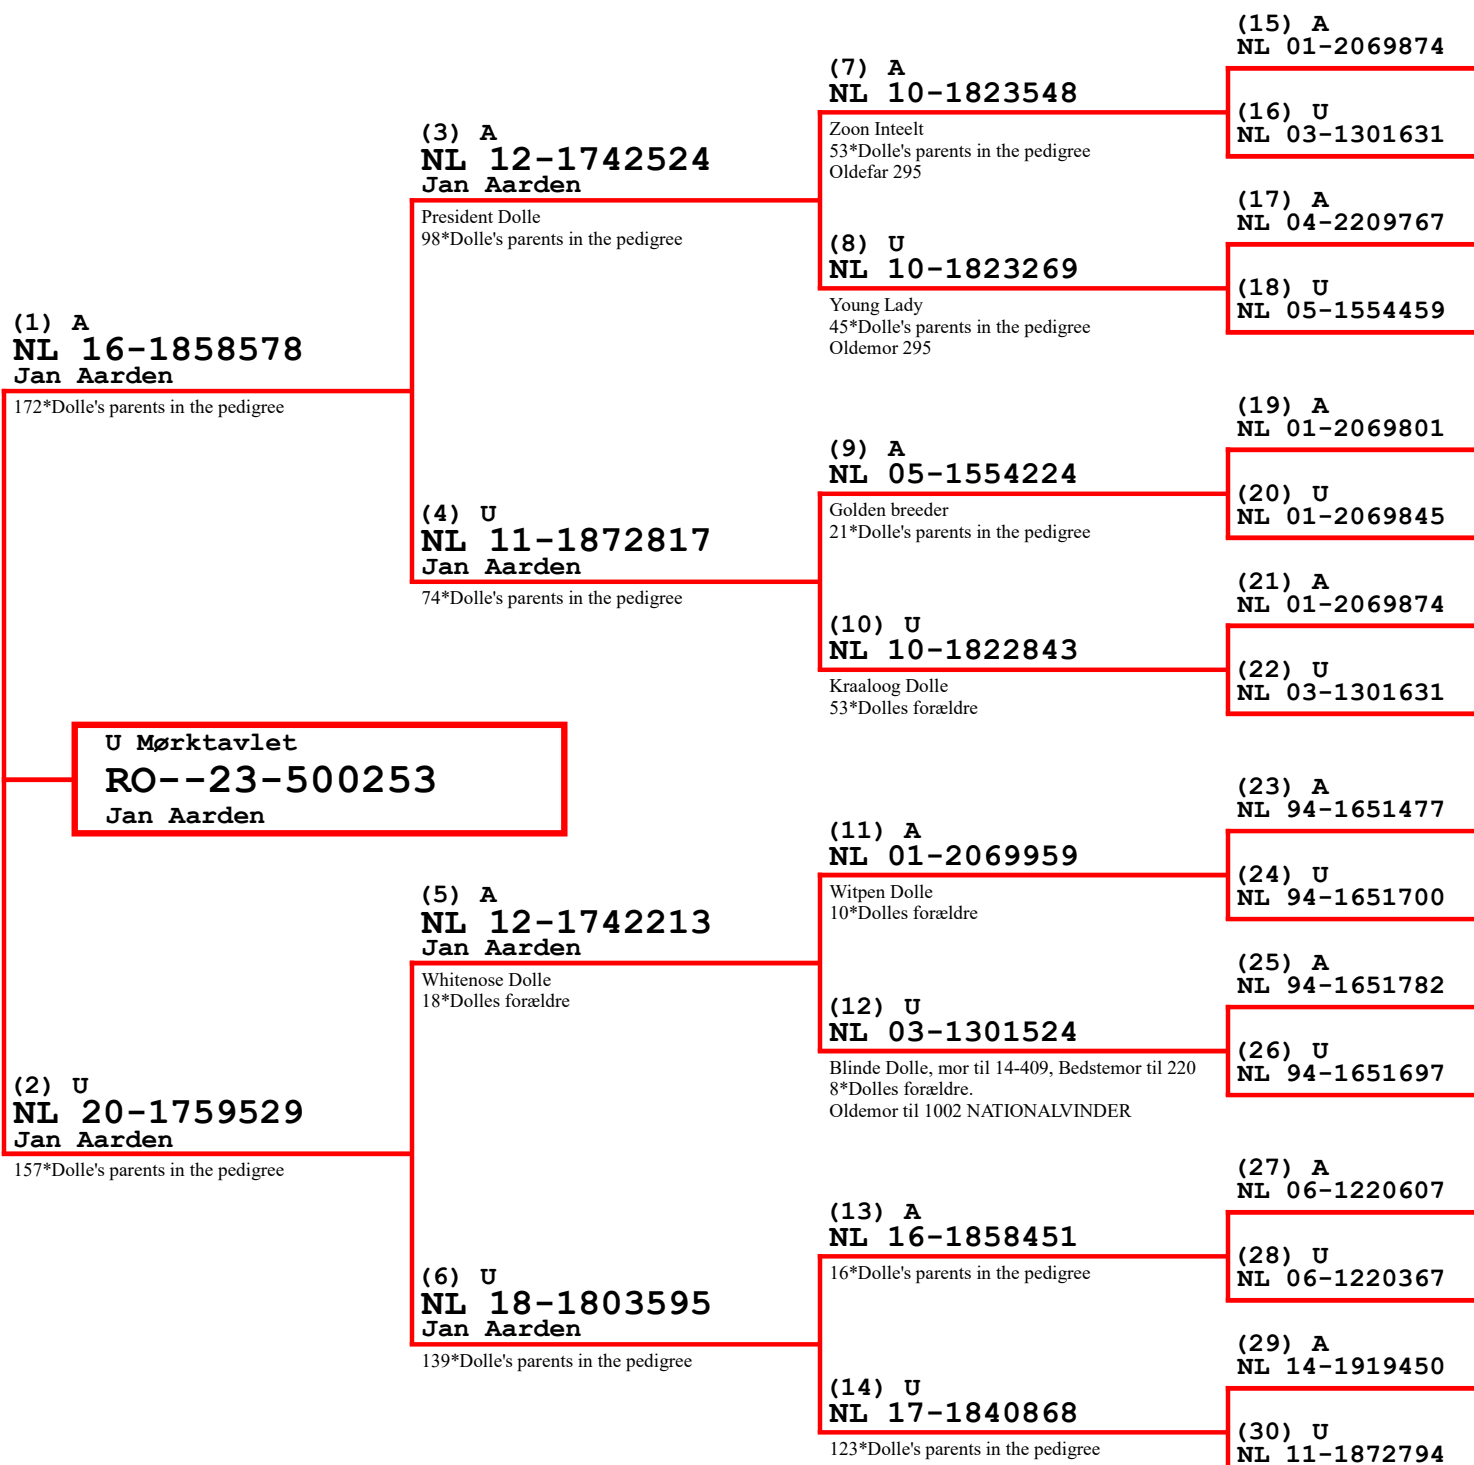 (1) A
NL 16-1858578
Jan Aarden
172*Dolle's parents in the pedigree
U Mørktavlet
RO--23-500253
Jan Aarden
(2) U
NL 20-1759529
Jan Aarden
157*Dolle's parents in the pedigree
(3) A
NL 12-1742524
Jan Aarden
President Dolle
98*Dolle's parents in the pedigree
(4) U
NL 11-1872817
Jan Aarden
74*Dolle's parents in the pedigree
(5) A
NL 12-1742213
Jan Aarden
Whitenose Dolle
18*Dolles forældre
(6) U
NL 18-1803595
Jan Aarden
139*Dolle's parents in the pedigree
(7) A
NL 10-1823548
Zoon Inteelt
53*Dolle's parents in the pedigree
Oldefar 295
(8) U
NL 10-1823269
Young Lady
45*Dolle's parents in the pedigree
Oldemor 295
(9) A
NL 05-1554224
Golden breeder
21*Dolle's parents in the pedigree
(10) U
NL 10-1822843
Kraaloog Dolle
53*Dolles forældre
(11) A
NL 01-2069959
Witpen Dolle
10*Dolles forældre
(12) U
NL 03-1301524
Blinde Dolle, mor til 14-409, Bedstemor til 220
8*Dolles forældre.
Oldemor til 1002 NATIONALVINDER
(13) A
NL 16-1858451
16*Dolle's parents in the pedigree
(14) U
NL 17-1840868
123*Dolle's parents in the pedigree
(15) A
NL 01-2069874
(16) U
NL 03-1301631
(17) A
NL 04-2209767
(18) U
NL 05-1554459
(19) A
NL 01-2069801
(20) U
NL 01-2069845
(21) A
NL 01-2069874
(22) U
NL 03-1301631
(23) A
NL 94-1651477
(24) U
NL 94-1651700
(25) A
NL 94-1651782
(26) U
NL 94-1651697
(27) A
NL 06-1220607
(28) U
NL 06-1220367
(29) A
NL 14-1919450
(30) U
NL 11-1872794